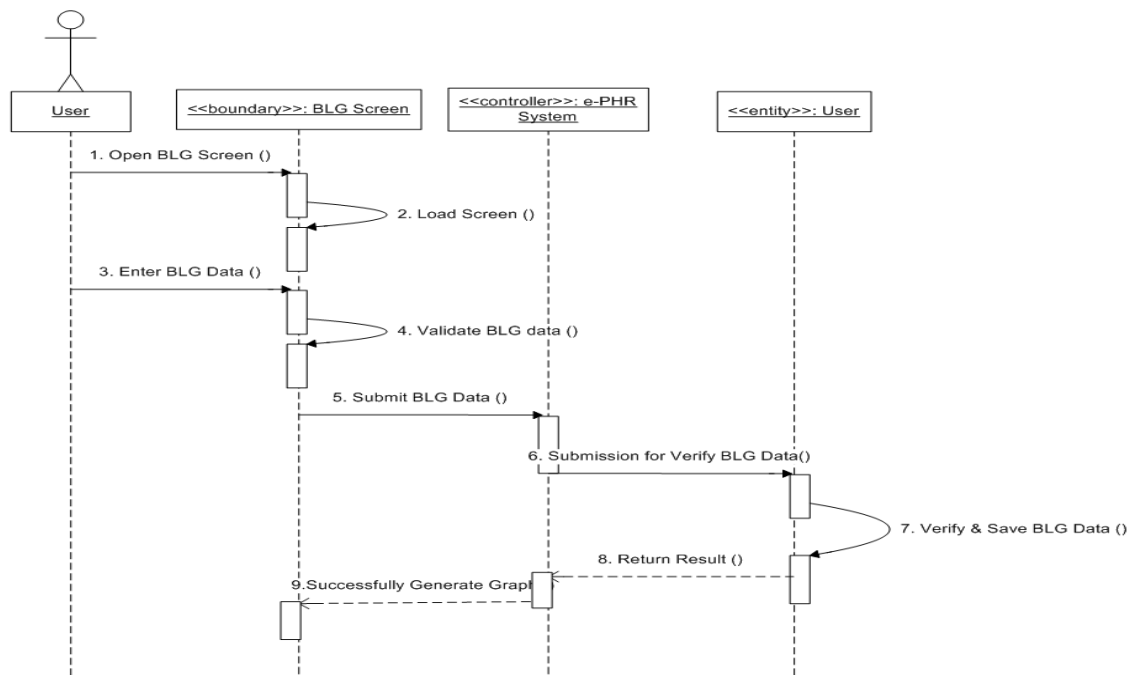 User
<<boundary>>: BLG Screen
<<controller>>: e-PHR
System
<<entity>>: User
1. Open BLG Screen ()
2. Load Screen ()
3. Enter BLG Data ()
4. Validate BLG data ()
5. Submit BLG Data ()
6. Submission for Verify BLG Data()
7. Verify & Save BLG Data ()
8. Return Result ()
9.Successfully Generate Graph()